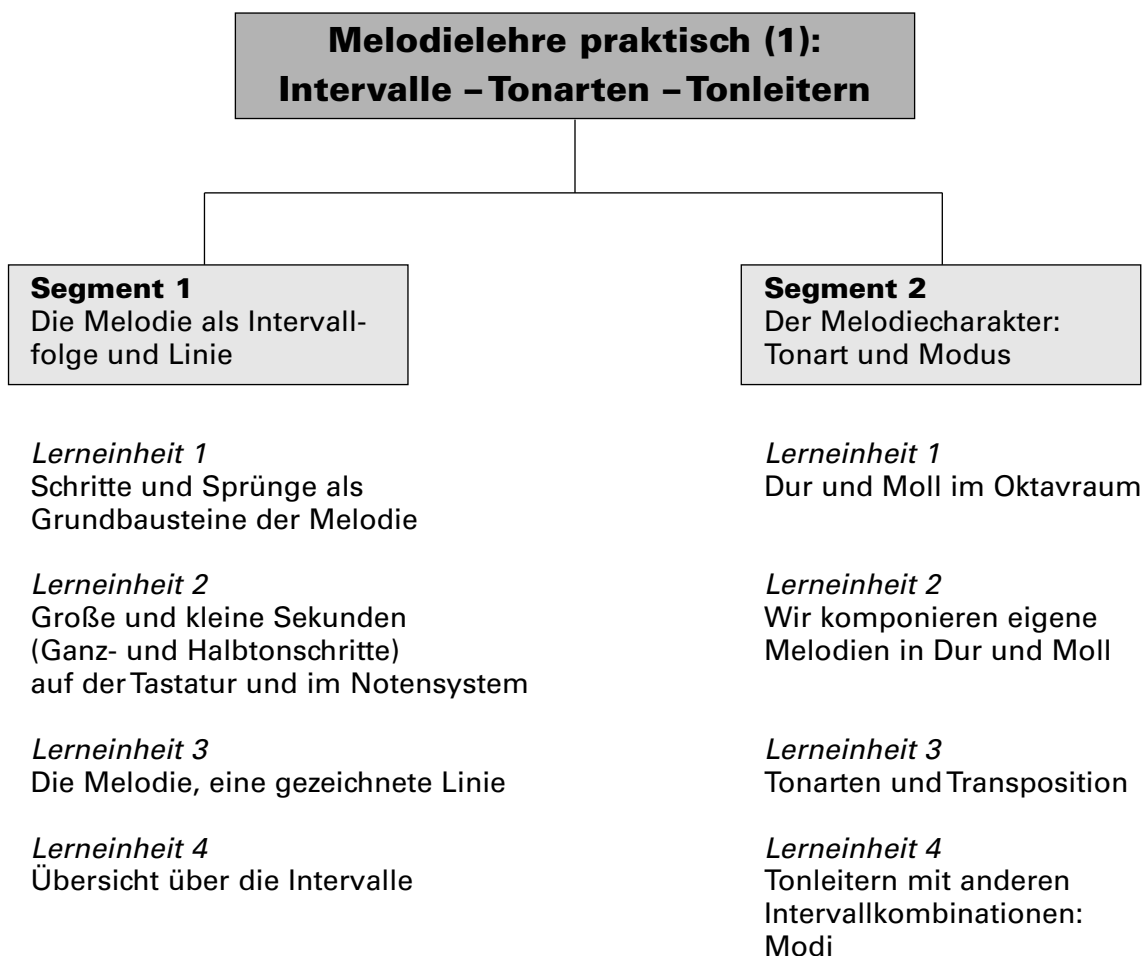 Melodielehre praktisch (1):
Intervalle – Tonarten – Tonleitern
Segment 1
Die Melodie als Intervall-
folge und Linie
Lerneinheit 1
Schritte und Sprünge als
Grundbausteine der Melodie
Lerneinheit 2
Große und kleine Sekunden
(Ganz- und Halbtonschritte)
auf der Tastatur und im Notensystem
Lerneinheit 3
Die Melodie, eine gezeichnete Linie
Lerneinheit 4
Übersicht über die Intervalle
Segment 2
Der Melodiecharakter:
Tonart und Modus
Lerneinheit 1
Dur und Moll im Oktavraum
Lerneinheit 2
Wir komponieren eigene
Melodien in Dur und Moll
Lerneinheit 3
Tonarten und Transposition
Lerneinheit 4
Tonleitern mit anderen
Intervallkombinationen:
Modi